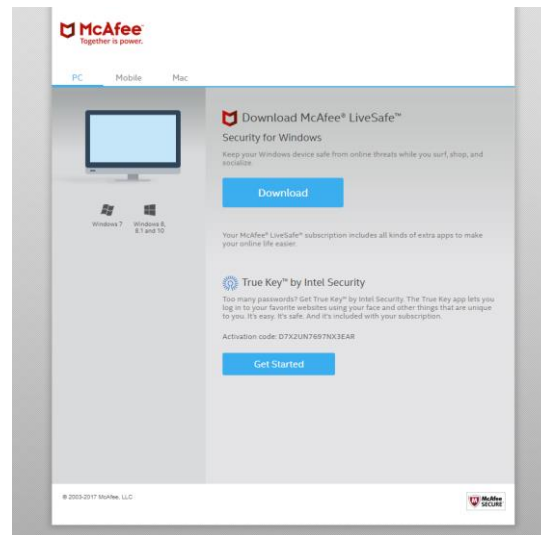 McAfee™
Together is power.
PC Mobile Mac
Download McAfee® LiveSafe™
Security for Windows
Keep your Windows device safe from online threats while you surf, shop, and
socialize.
Download
Windows 7 Windows 8,
8.1 and 10
Your McAfee® LiveSafe™ subscription includes all kinds of extra apps to make
your online life easier.
True Key™ by Intel Security
Too many passwords? Get True Key™ by Intel Security. The True Key app lets you
log in to your favorite websites using your face and other things that are unique
to you. It's easy. It's safe. And it's included with your subscription.
Activation code: D7X2UN7697NX3EAR
Get Started
© 2003-2017 McAfee, LLC
McAfee
SECURE